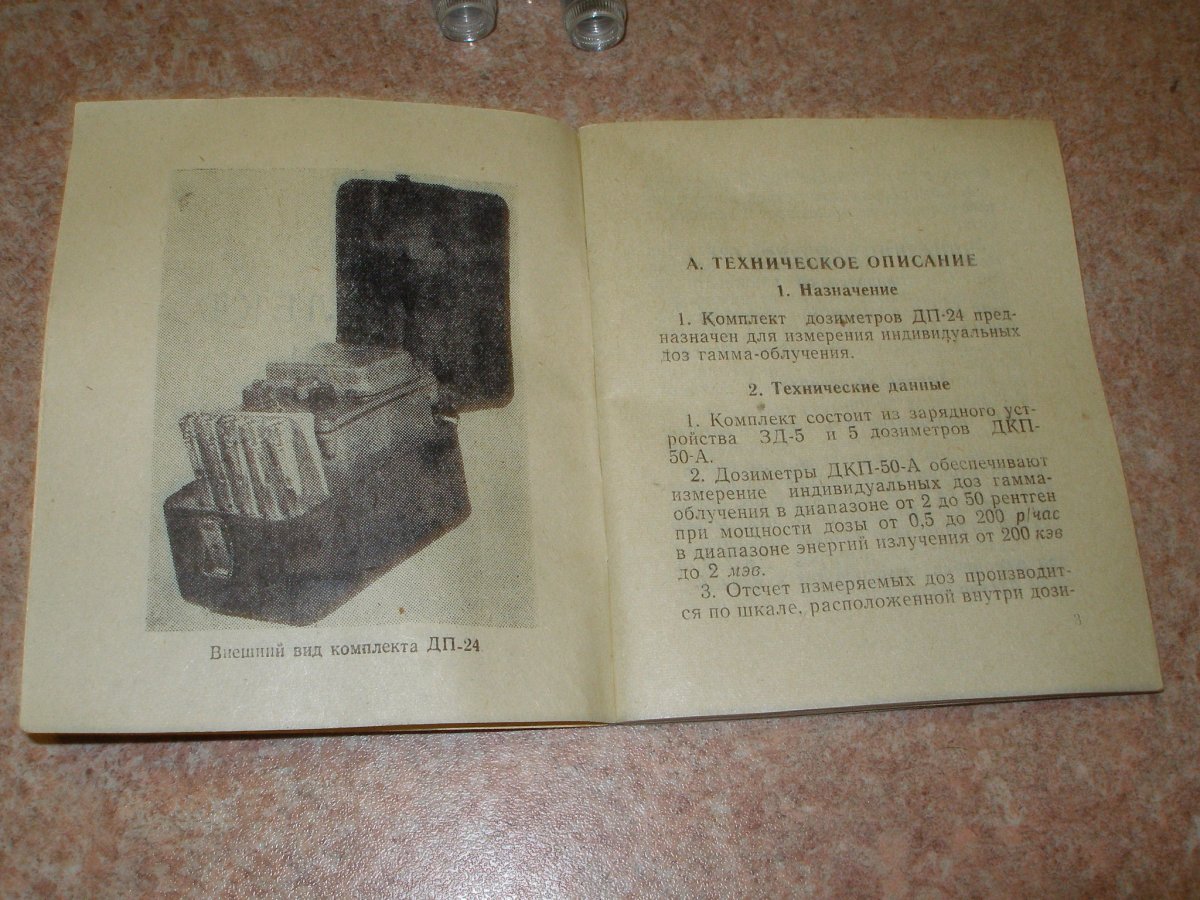 Внешний вид комплекта ДП-24
А. ТЕХНИЧЕСКОЕ ОПИСАНИЕ
1. Назначение
1. Комплект дозиметров ДП-24 пред-
назначен для измерения индивидуальных
доз гамма-облучения.
2. Технические данные
1. Комплект состоит из зарядного уст-
ройства ЗД-5 и 5 дозиметров ДКП-
50-А.
2. Дозиметры ДКП-50-А обеспечивают
измерение индивидуальных доз гамма-
облучения в диапазоне от 2 до 50 рентген
при мощности дозы от 0,5 до 200 р/час
в диапазоне энергий излучения от 200 кэв
до 2 мэв.
3. Отсчет измеряемых доз производит-
ся по шкале, расположенной внутри дози-
3